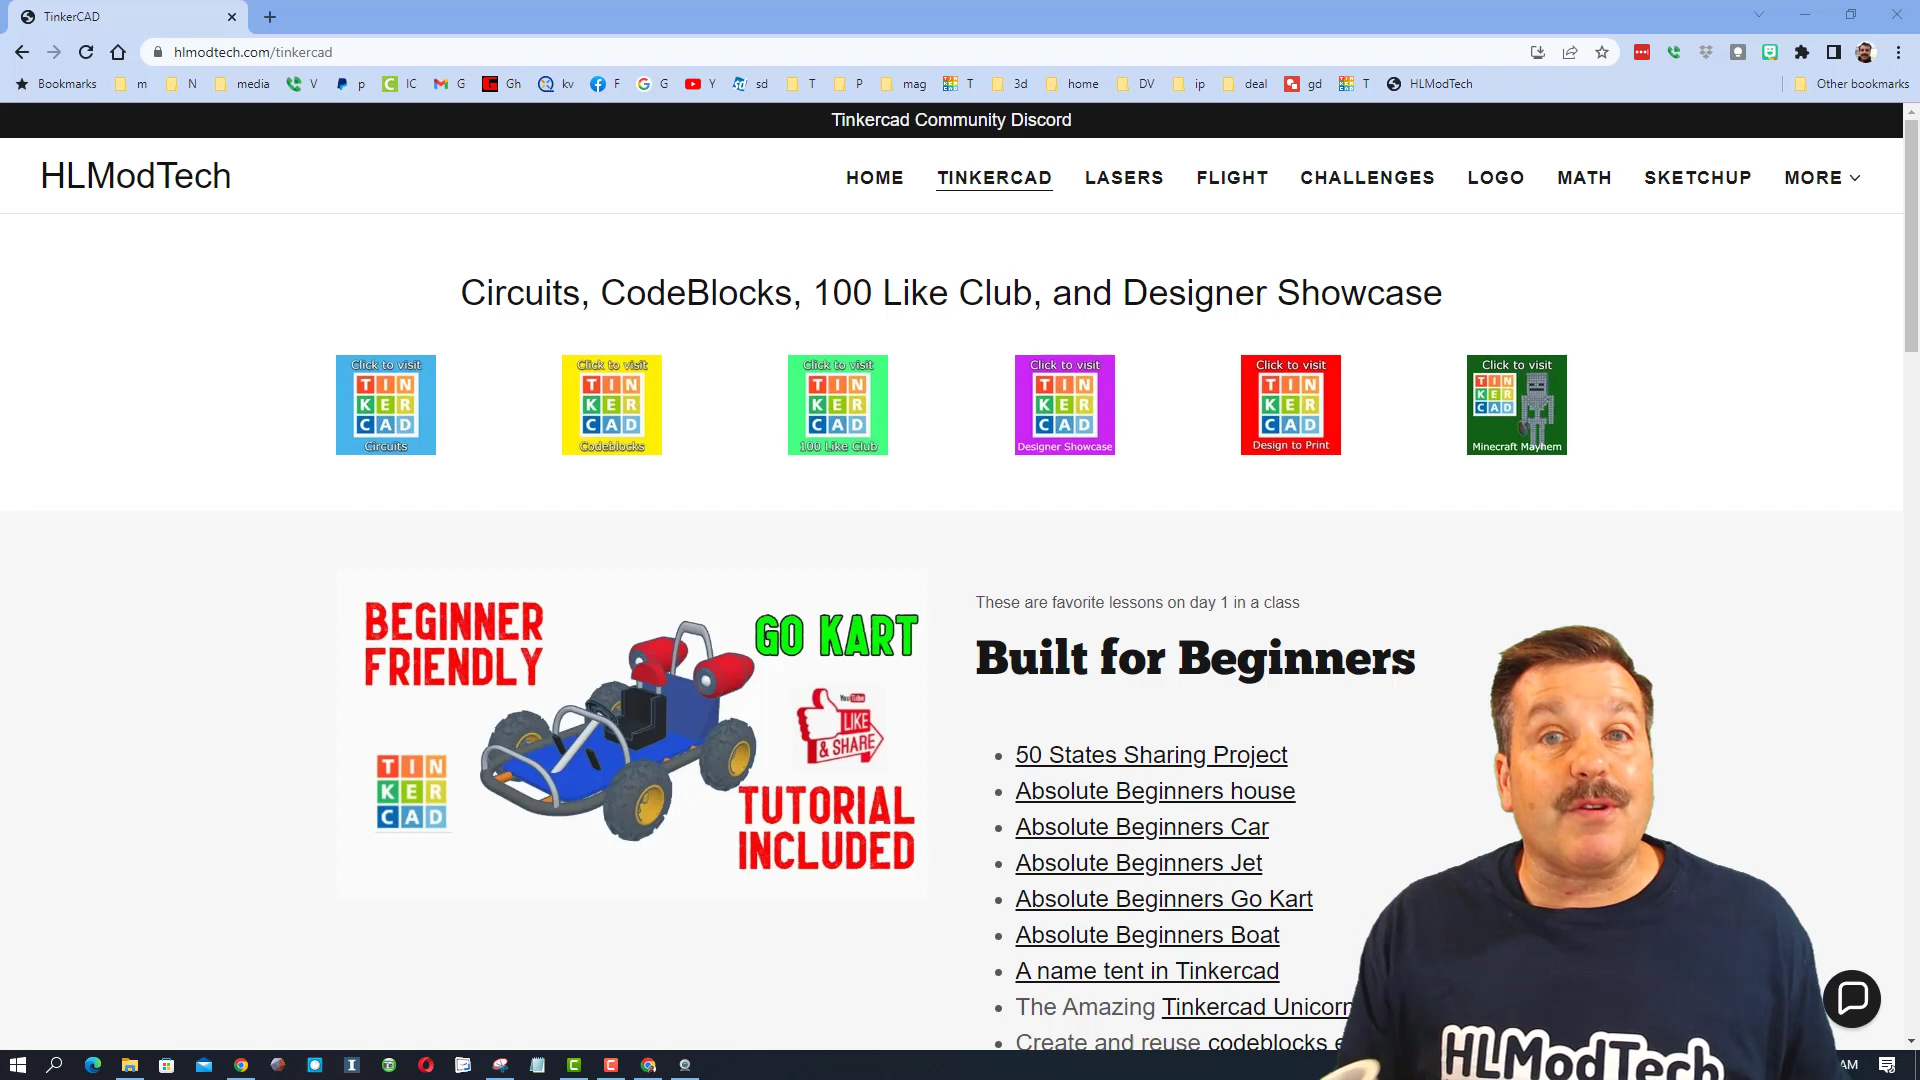 TinkerCAD
hlmodtech.com/tinkercad
Bookmarks m N media V p IC G Gh kv F G Y sd T P mag T 3d home DV ip deal gd T HLModTech Other bookmarks
Tinkercad Community Discord
HLModTech
HOME TINKERCAD LASERS FLIGHT CHALLENGES LOGO MATH SKETCHUP MORE
Circuits, CodeBlocks, 100 Like Club, and Designer Showcase
Click to visit
TIN
KER
CAD
Circuits
Click to visit
TIN
KER
CAD
Codeblocks
Click to visit
TIN
KER
CAD
100 Like Club
Click to visit
TIN
KER
CAD
Designer Showcase
Click to visit
TIN
KER
CAD
Design to Print
Click to visit
TIN
KER
CAD
Minecraft Mayhem
BEGINNER
FRIENDLY
GO KART
YouTube
LIKE
& SHARE
TIN
KER
CAD
TUTORIAL
INCLUDED
These are favorite lessons on day 1 in a class
Built for Beginners
50 States Sharing Project
Absolute Beginners house
Absolute Beginners Car
Absolute Beginners Jet
Absolute Beginners Go Kart
Absolute Beginners Boat
A name tent in Tinkercad
The Amazing Tinkercad Unicorn
Create and reuse codeblocks
HLModTech
AM